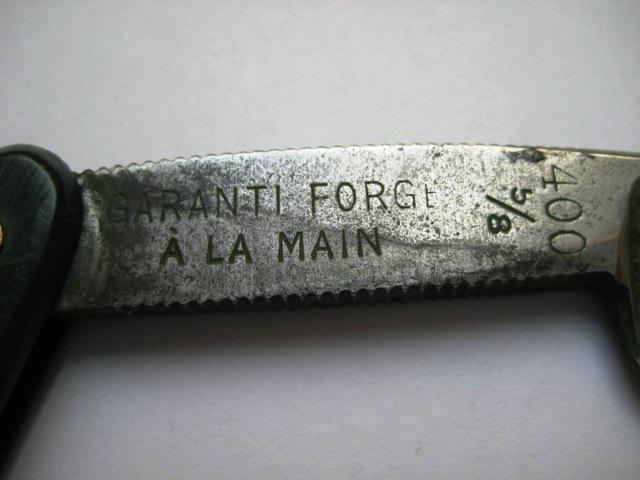 GARANTI FORGE
À LA MAIN
5/8
400